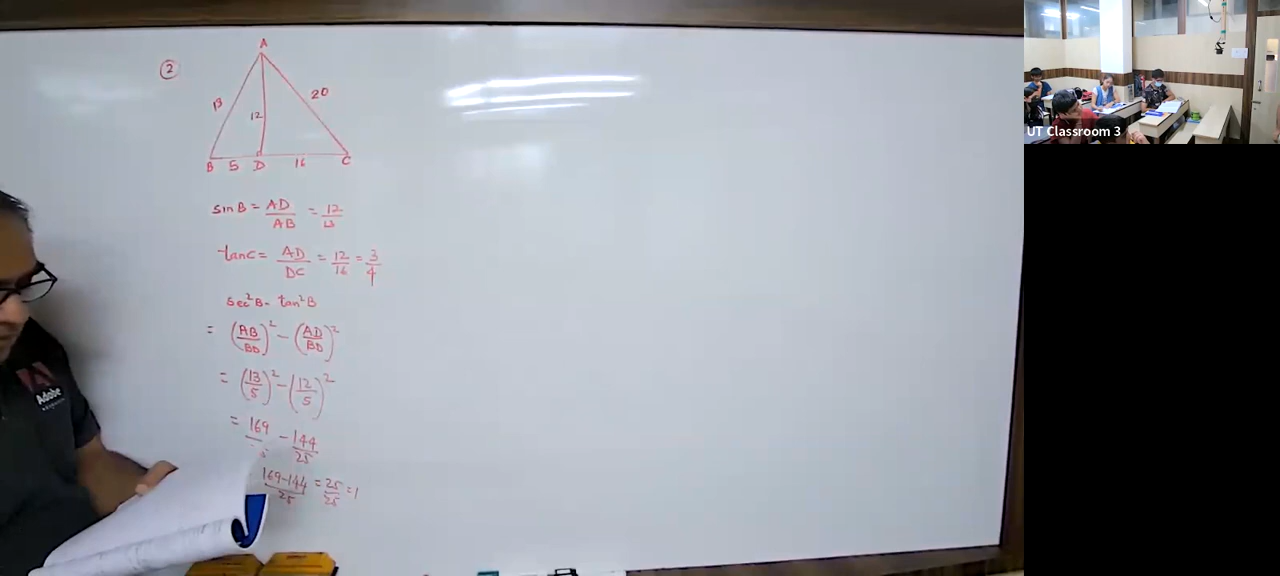 ②
A
13
20
12
B 5 D 16 C
sin B = AD/AB = 12/13
tan C = AD/DC = 12/16 = 3/4
sec²B - tan²B
= (AB/BD)² - (AD/BD)²
= (13/5)² - (12/5)²
= 169 - 144/25
169-144/25 = 25/25 = 1
Adobe
UT Classroom 3